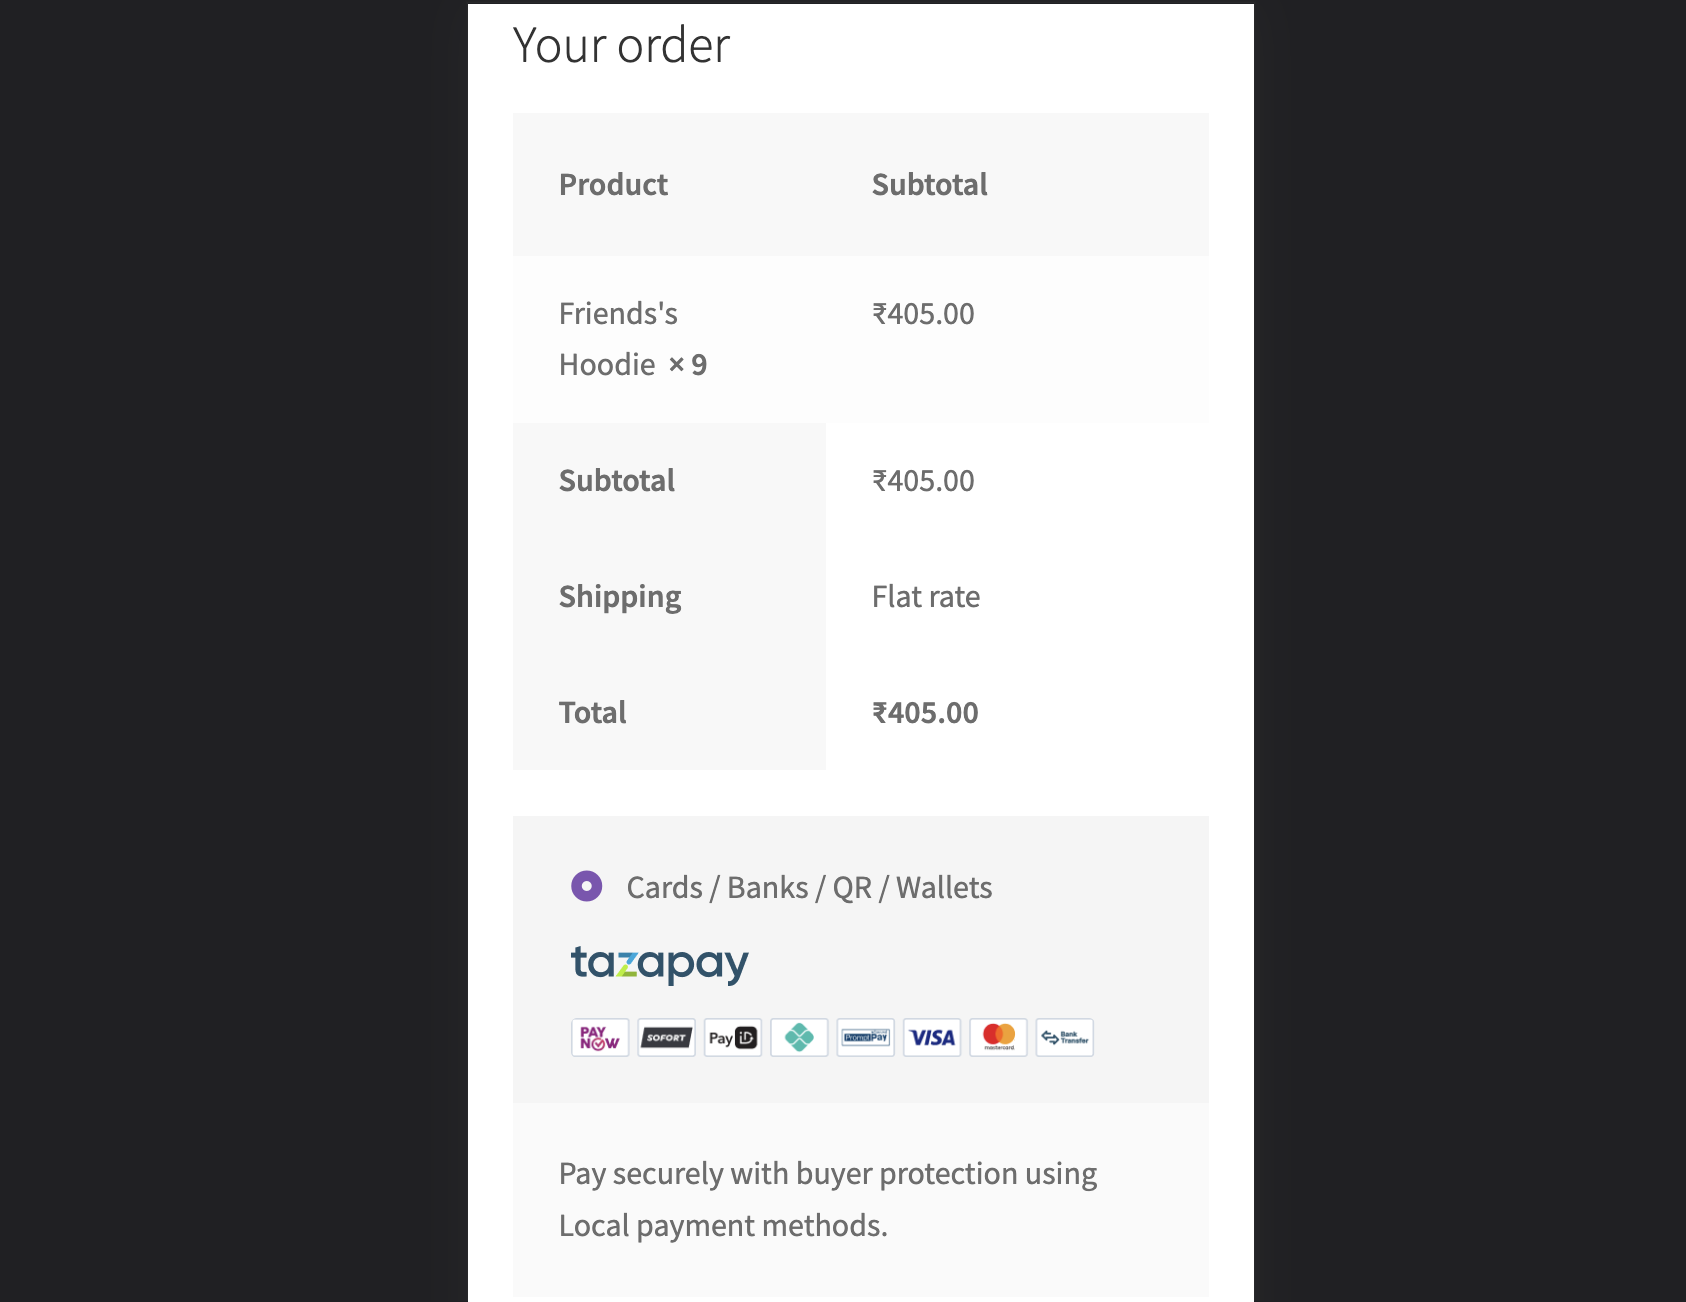 Your order
Product Subtotal
Friend's's ₹405.00
Hoodie × 9
Subtotal ₹405.00
Shipping Flat rate
Total ₹405.00
Cards / Banks / QR / Wallets
tazapay
PAY NOW SOFORT Pay iD PromptPay VISA mastercard Bank Transfer
Pay securely with buyer protection using
Local payment methods.